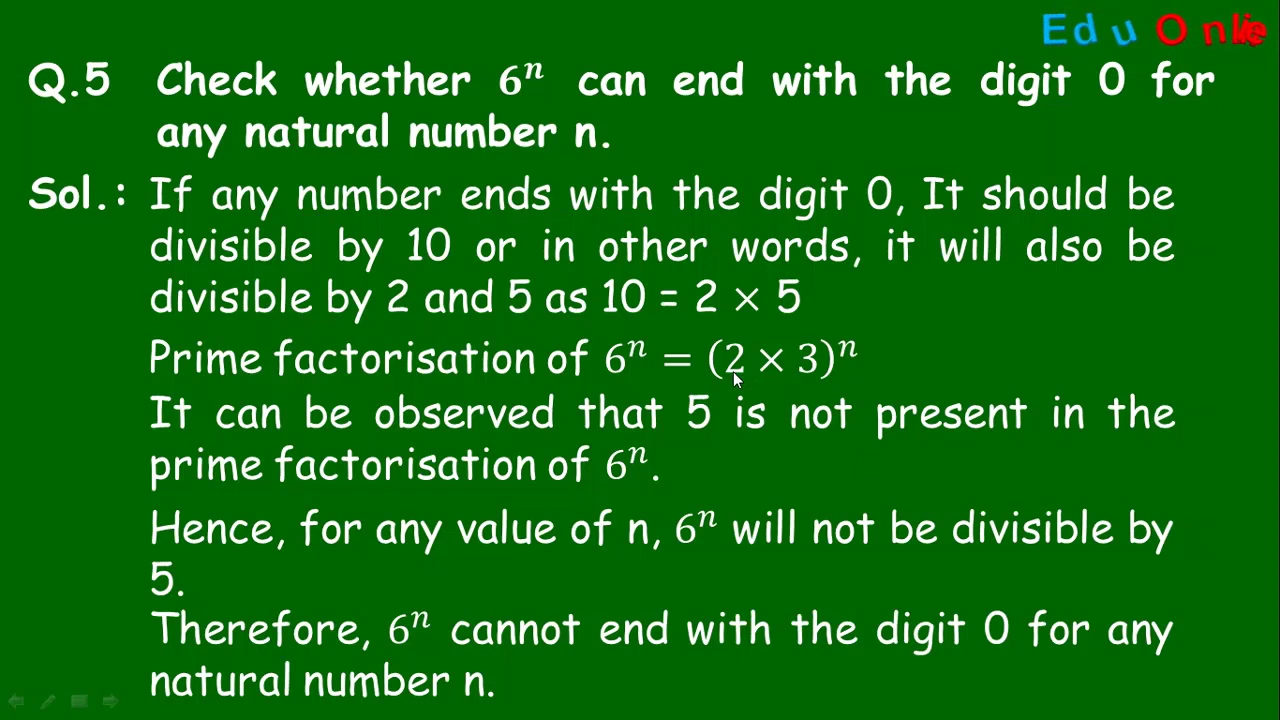 Edu Online
Q.5 Check whether 6ⁿ can end with the digit 0 for
any natural number n.
Sol.: If any number ends with the digit 0, It should be
divisible by 10 or in other words, it will also be
divisible by 2 and 5 as 10 = 2 × 5
Prime factorisation of 6ⁿ = (2 × 3)ⁿ
It can be observed that 5 is not present in the
prime factorisation of 6ⁿ.
Hence, for any value of n, 6ⁿ will not be divisible by
5.
Therefore, 6ⁿ cannot end with the digit 0 for any
natural number n.